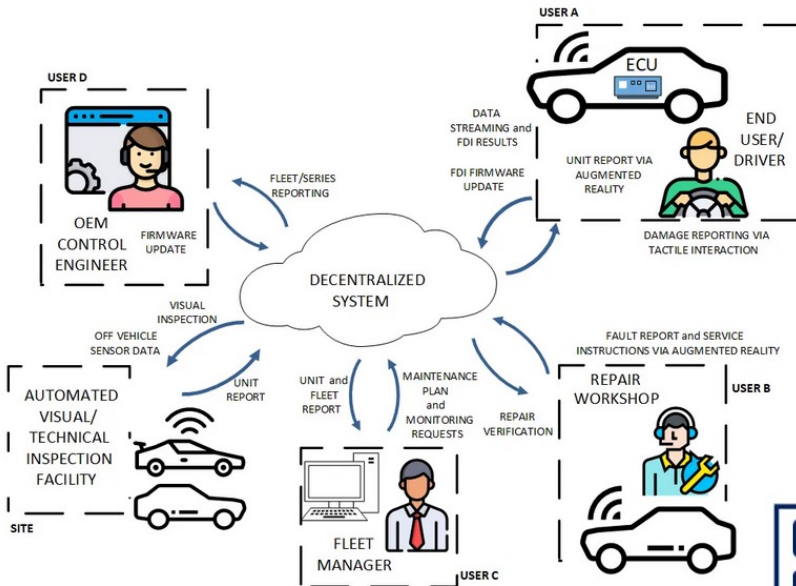 USER A
ECU
END
USER/
DRIVER
DATA
STREAMING and
FDI RESULTS
FDI FIRMWARE
UPDATE
UNIT REPORT VIA
AUGMENTED
REALITY
DAMAGE REPORTING VIA
TACTILE INTERACTION
USER D
OEM
CONTROL
ENGINEER
FIRMWARE
UPDATE
FLEET/SERIES
REPORTING
DECENTRALIZED
SYSTEM
VISUAL
INSPECTION
OFF VEHICLE
SENSOR DATA
UNIT
REPORT
AUTOMATED
VISUAL/
TECHNICAL
INSPECTION
FACILITY
SITE
UNIT and
FLEET
REPORT
MAINTENANCE
PLAN
and
MONITORING
REQUESTS
FLEET
MANAGER
USER C
REPAIR
VERIFICATION
FAULT REPORT and SERVICE
INSTRUCTIONS VIA AUGMENTED REALITY
REPAIR
WORKSHOP
USER B